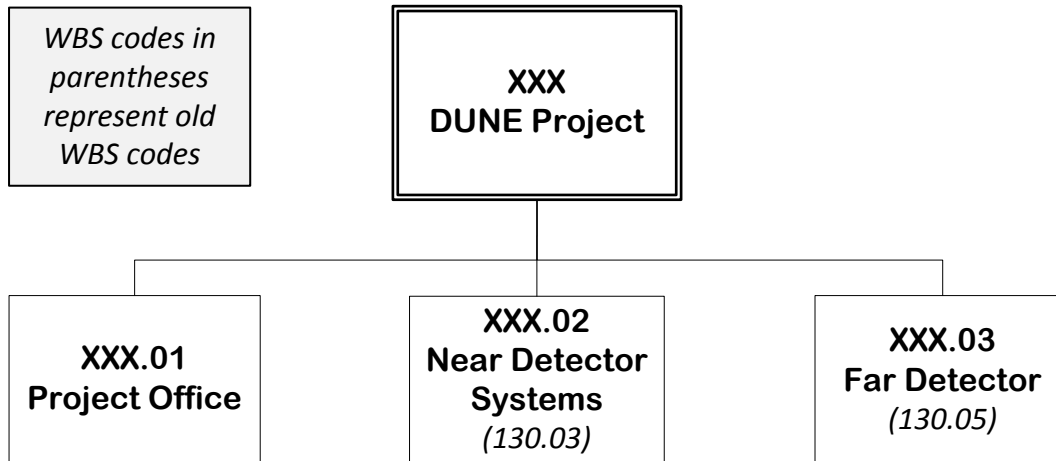 WBS codes in
parentheses
represent old
WBS codes
XXX
DUNE Project
XXX.01
Project Office
XXX.02
Near Detector
Systems
(130.03)
XXX.03
Far Detector
(130.05)